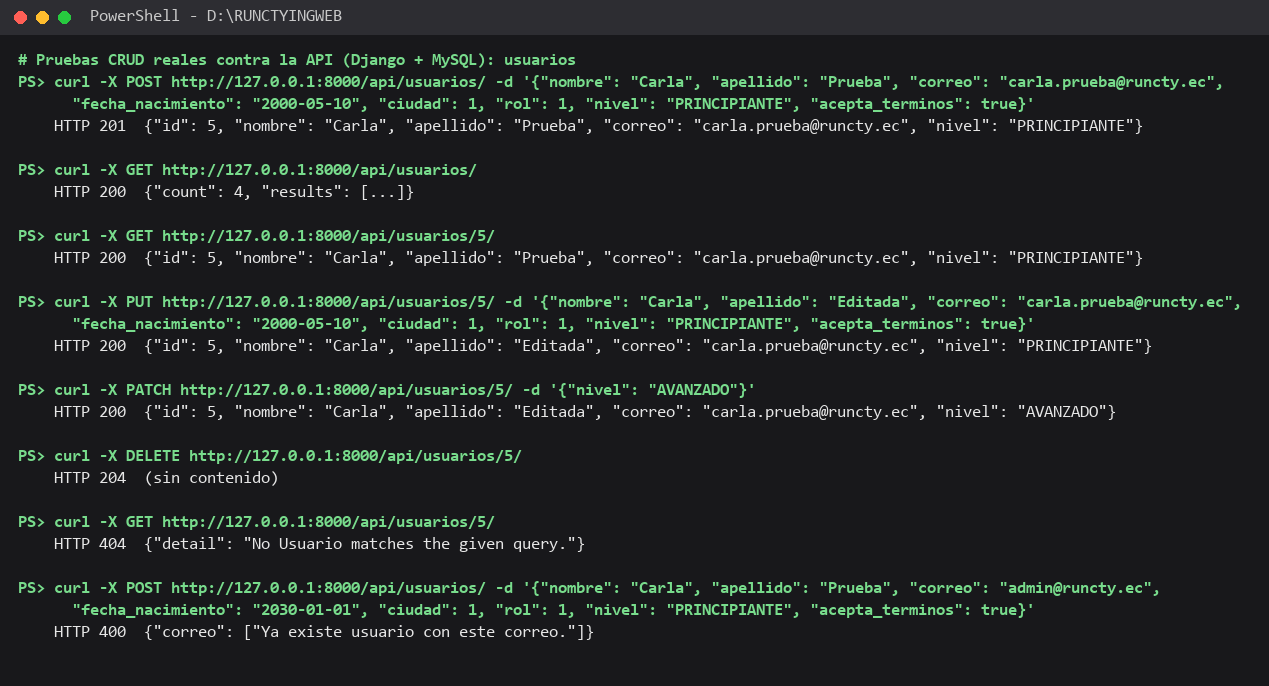 PowerShell - D:\RUNCTYINGWEB
# Pruebas CRUD reales contra la API (Django + MySQL): usuarios
PS> curl -X POST http://127.0.0.1:8000/api/usuarios/ -d '{"nombre": "Carla", "apellido": "Prueba", "correo": "carla.prueba@runcty.ec",
"fecha_nacimiento": "2000-05-10", "ciudad": 1, "rol": 1, "nivel": "PRINCIPIANTE", "acepta_terminos": true}'
HTTP 201 {"id": 5, "nombre": "Carla", "apellido": "Prueba", "correo": "carla.prueba@runcty.ec", "nivel": "PRINCIPIANTE"}
PS> curl -X GET http://127.0.0.1:8000/api/usuarios/
HTTP 200 {"count": 4, "results": [...]}
PS> curl -X GET http://127.0.0.1:8000/api/usuarios/5/
HTTP 200 {"id": 5, "nombre": "Carla", "apellido": "Prueba", "correo": "carla.prueba@runcty.ec", "nivel": "PRINCIPIANTE"}
PS> curl -X PUT http://127.0.0.1:8000/api/usuarios/5/ -d '{"nombre": "Carla", "apellido": "Editada", "correo": "carla.prueba@runcty.ec",
"fecha_nacimiento": "2000-05-10", "ciudad": 1, "rol": 1, "nivel": "PRINCIPIANTE", "acepta_terminos": true}'
HTTP 200 {"id": 5, "nombre": "Carla", "apellido": "Editada", "correo": "carla.prueba@runcty.ec", "nivel": "PRINCIPIANTE"}
PS> curl -X PATCH http://127.0.0.1:8000/api/usuarios/5/ -d '{"nivel": "AVANZADO"}'
HTTP 200 {"id": 5, "nombre": "Carla", "apellido": "Editada", "correo": "carla.prueba@runcty.ec", "nivel": "AVANZADO"}
PS> curl -X DELETE http://127.0.0.1:8000/api/usuarios/5/
HTTP 204 (sin contenido)
PS> curl -X GET http://127.0.0.1:8000/api/usuarios/5/
HTTP 404 {"detail": "No Usuario matches the given query."}
PS> curl -X POST http://127.0.0.1:8000/api/usuarios/ -d '{"nombre": "Carla", "apellido": "Prueba", "correo": "admin@runcty.ec",
"fecha_nacimiento": "2030-01-01", "ciudad": 1, "rol": 1, "nivel": "PRINCIPIANTE", "acepta_terminos": true}'
HTTP 400 {"correo": ["Ya existe usuario con este correo."]}